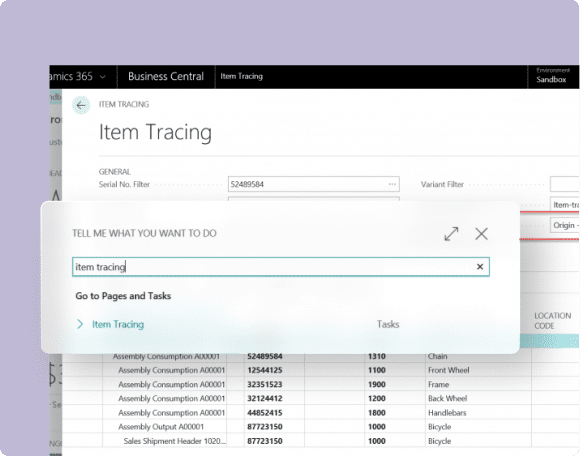 amics 365 Business Central Item Tracing Environment
Sandbox
ITEM TRACING
Item Tracing
GENERAL
Serial No. Filter 52489584 ... Variant Filter
Item-tra
Origin -
TELL ME WHAT YOU WANT TO DO
item tracing
Go to Pages and Tasks
Item Tracing Tasks
LOCATION
CODE
Assembly Consumption A00001 52489584 1310 Chain
Assembly Consumption A00001 12544125 1100 Front Wheel
Assembly Consumption A00001 32351523 1900 Frame
Assembly Consumption A00001 32124412 1200 Back Wheel
Assembly Consumption A00001 44852415 1800 Handlebars
Assembly Output A00001 87723150 1000 Bicycle
Sales Shipment Header 1020... 87723150 1000 Bicycle